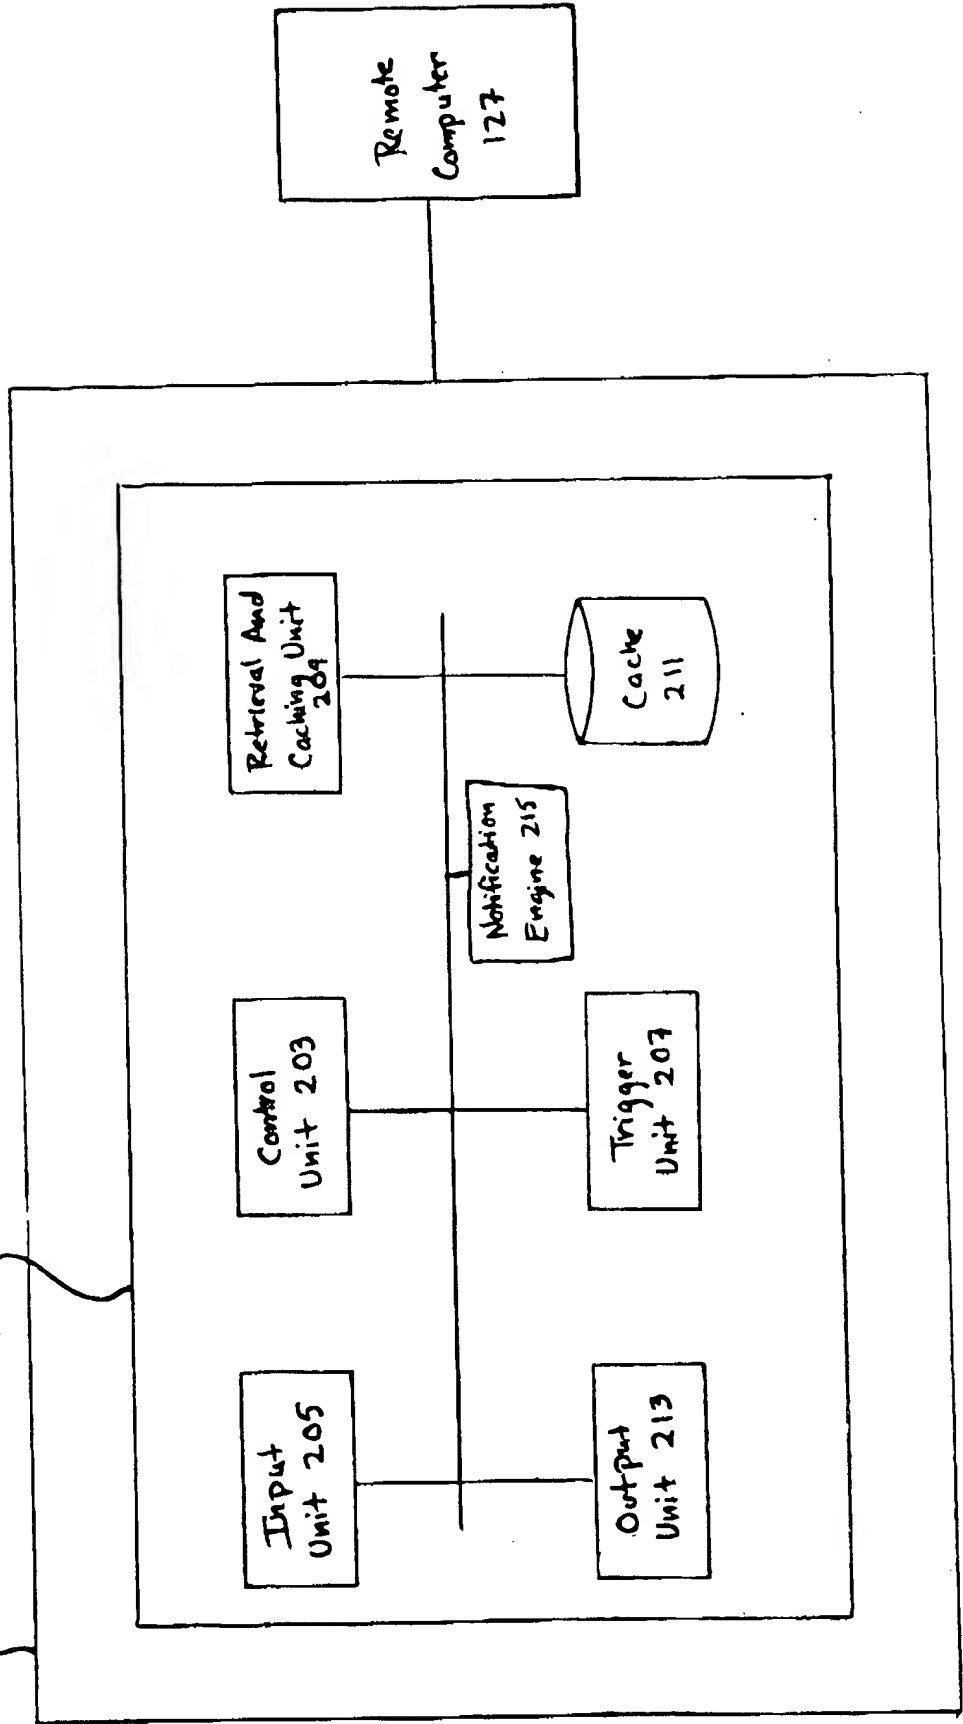 Input
Unit 205
Control
Unit 203
Retrieval And
Caching Unit
209
Remote
Computer
127
Output
Unit 213
Trigger
Unit 207
Notification
Engine 215
Cache
211